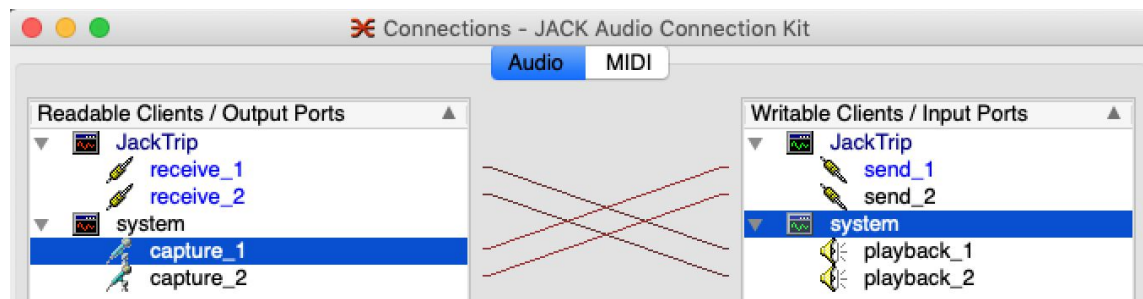 Connections - JACK Audio Connection Kit
Audio MIDI
Readable Clients / Output Ports
JackTrip
receive_1
receive_2
system
capture_1
capture_2
Writable Clients / Input Ports
JackTrip
send_1
send_2
system
playback_1
playback_2